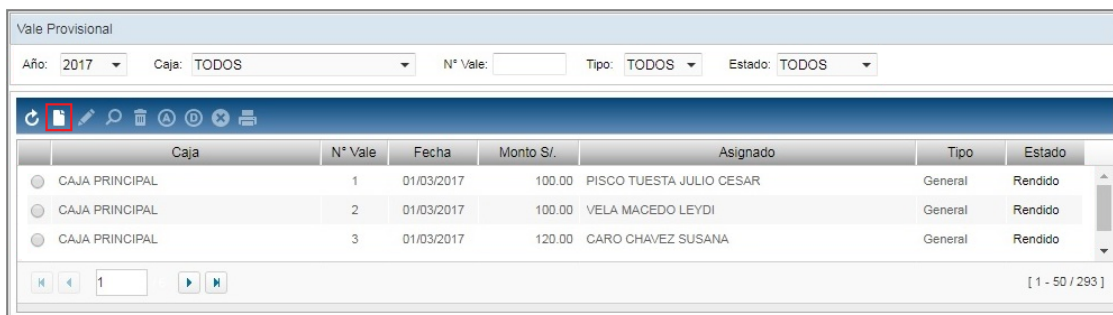 Vale Provisional
Año: 2017 Caja: TODOS N° Vale: Tipo: TODOS Estado: TODOS
A D
Caja N° Vale Fecha Monto S/. Asignado Tipo Estado
CAJA PRINCIPAL 1 01/03/2017 100.00 PISCO TUESTA JULIO CESAR General Rendido
CAJA PRINCIPAL 2 01/03/2017 100.00 VELA MACEDO LEYDI General Rendido
CAJA PRINCIPAL 3 01/03/2017 120.00 CARO CHAVEZ SUSANA General Rendido
1 [ 1 - 50 / 293 ]